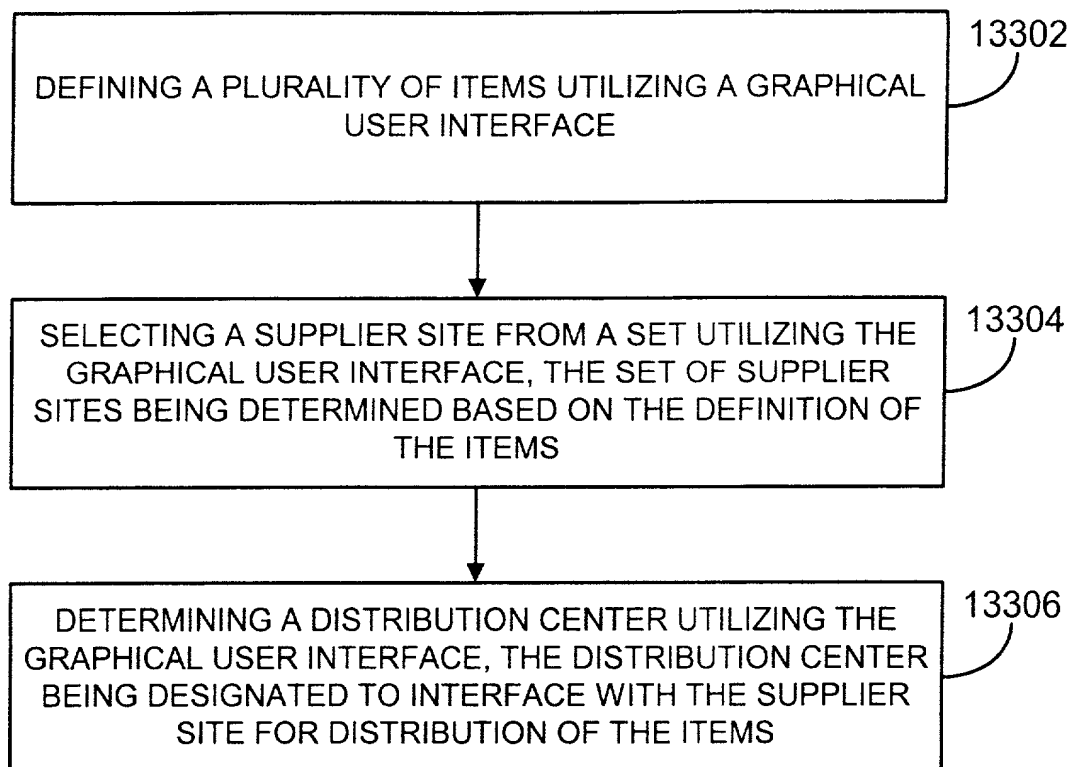 13302
DEFINING A PLURALITY OF ITEMS UTILIZING A GRAPHICAL
USER INTERFACE
13304
SELECTING A SUPPLIER SITE FROM A SET UTILIZING THE
GRAPHICAL USER INTERFACE, THE SET OF SUPPLIER
SITES BEING DETERMINED BASED ON THE DEFINITION OF
THE ITEMS
13306
DETERMINING A DISTRIBUTION CENTER UTILIZING THE
GRAPHICAL USER INTERFACE, THE DISTRIBUTION CENTER
BEING DESIGNATED TO INTERFACE WITH THE SUPPLIER
SITE FOR DISTRIBUTION OF THE ITEMS